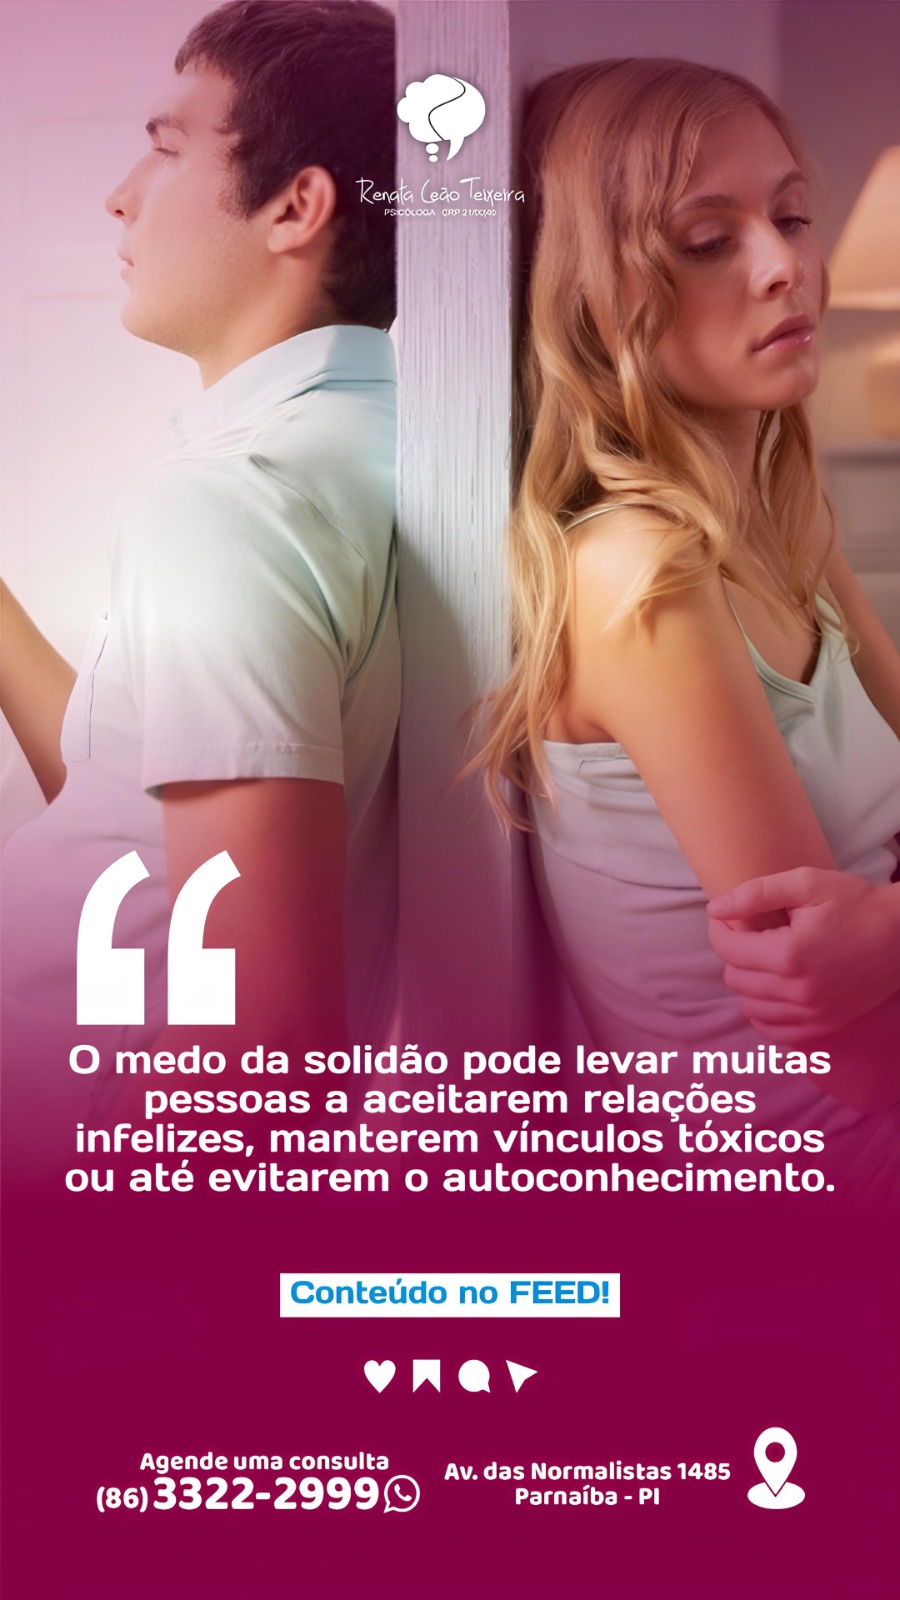 Renata Leão Teixeira
PSICÓLOGA
“
O medo da solidão pode levar muitas
pessoas a aceitarem relações
infelizes, manterem vínculos tóxicos
ou até evitarem o autoconhecimento.
Conteúdo no FEED!
Agende uma consulta
(86) 3322-2999
Av. das Normalistas 1485
Parnaíba - PI